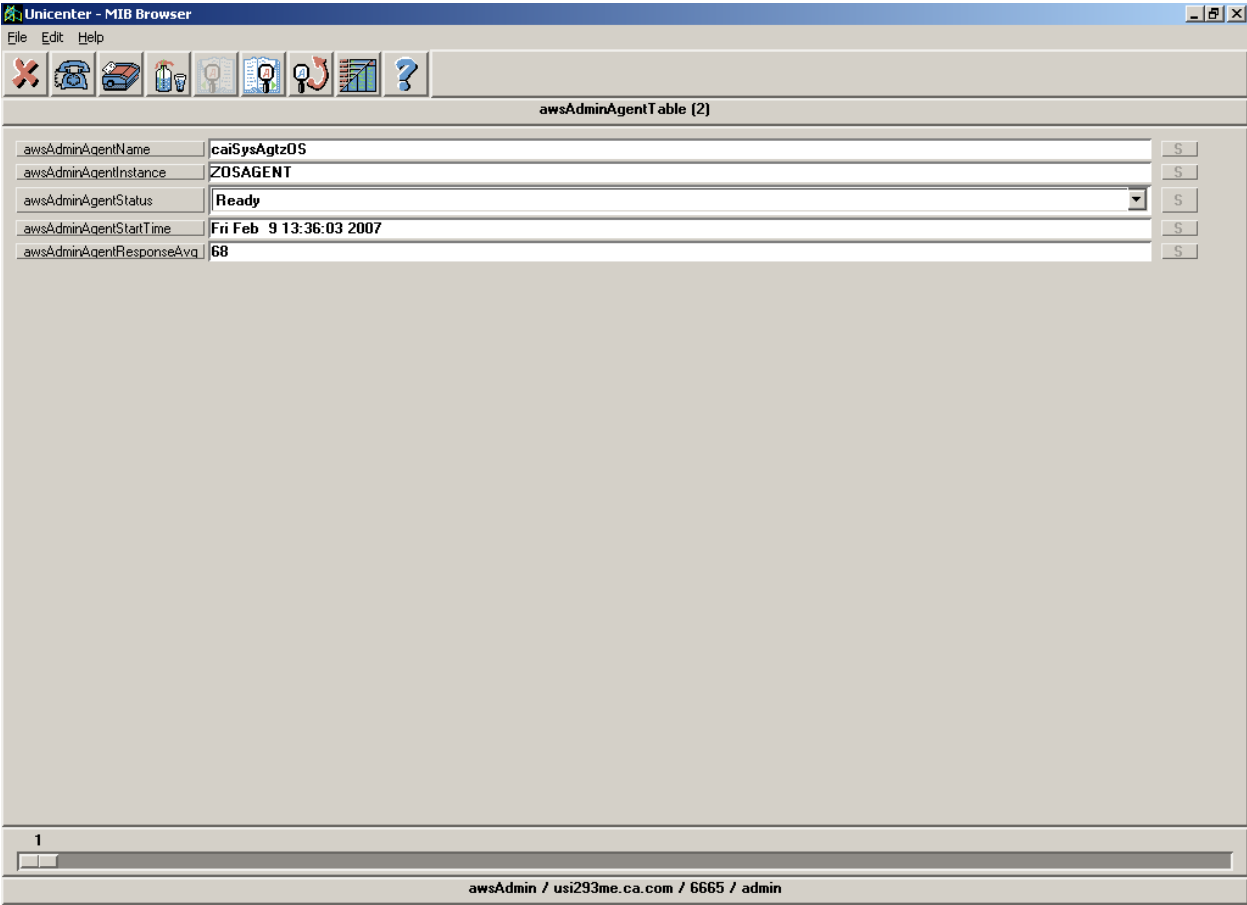 Unicenter - MIB Browser
File Edit Help
awsAdminAgentTable (2)
awsAdminAgentName caiSysAgtzOS S
awsAdminAgentInstance ZOSAGENT S
awsAdminAgentStatus Ready S
awsAdminAgentStartTime Fri Feb  9 13:36:03 2007 S
awsAdminAgentResponseAvg 68 S
1
awsAdmin / usi293me.ca.com / 6665 / admin